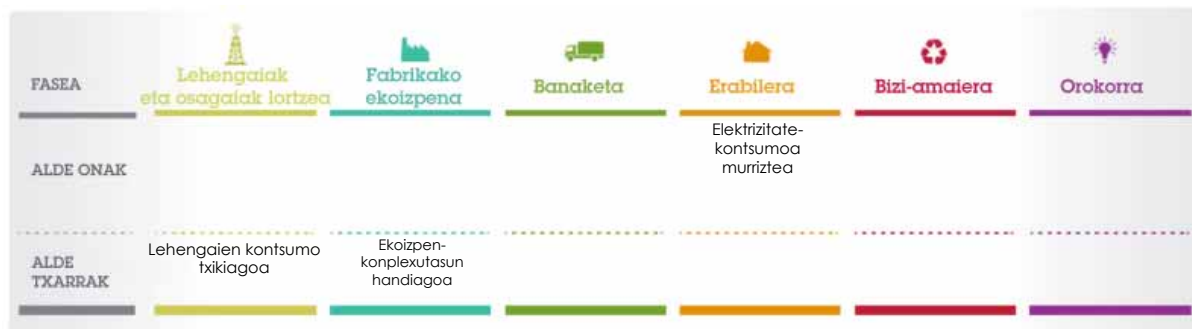 FASEA
Lehengaiak
eta osagaiak lortzea
Fabrikako
ekoizpena
Banaketa
Erabilera
Bizi-amaiera
Orokorra
ALDE ONAK
Elektrizitate-
kontsumoa
murriztea
ALDE
TXARRAK
Lehengaien kontsumo
txikiagoa
Ekoizpen-
konplexutasun
handiagoa